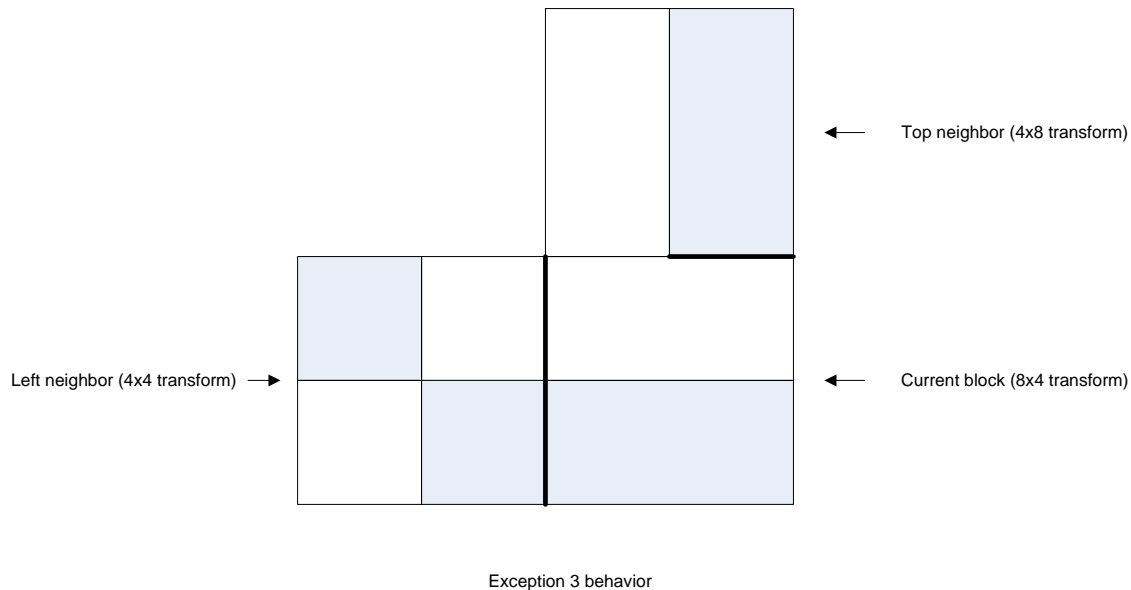 Top neighbor (4x8 transform)
Left neighbor (4x4 transform)
Current block (8x4 transform)
Exception 3 behavior